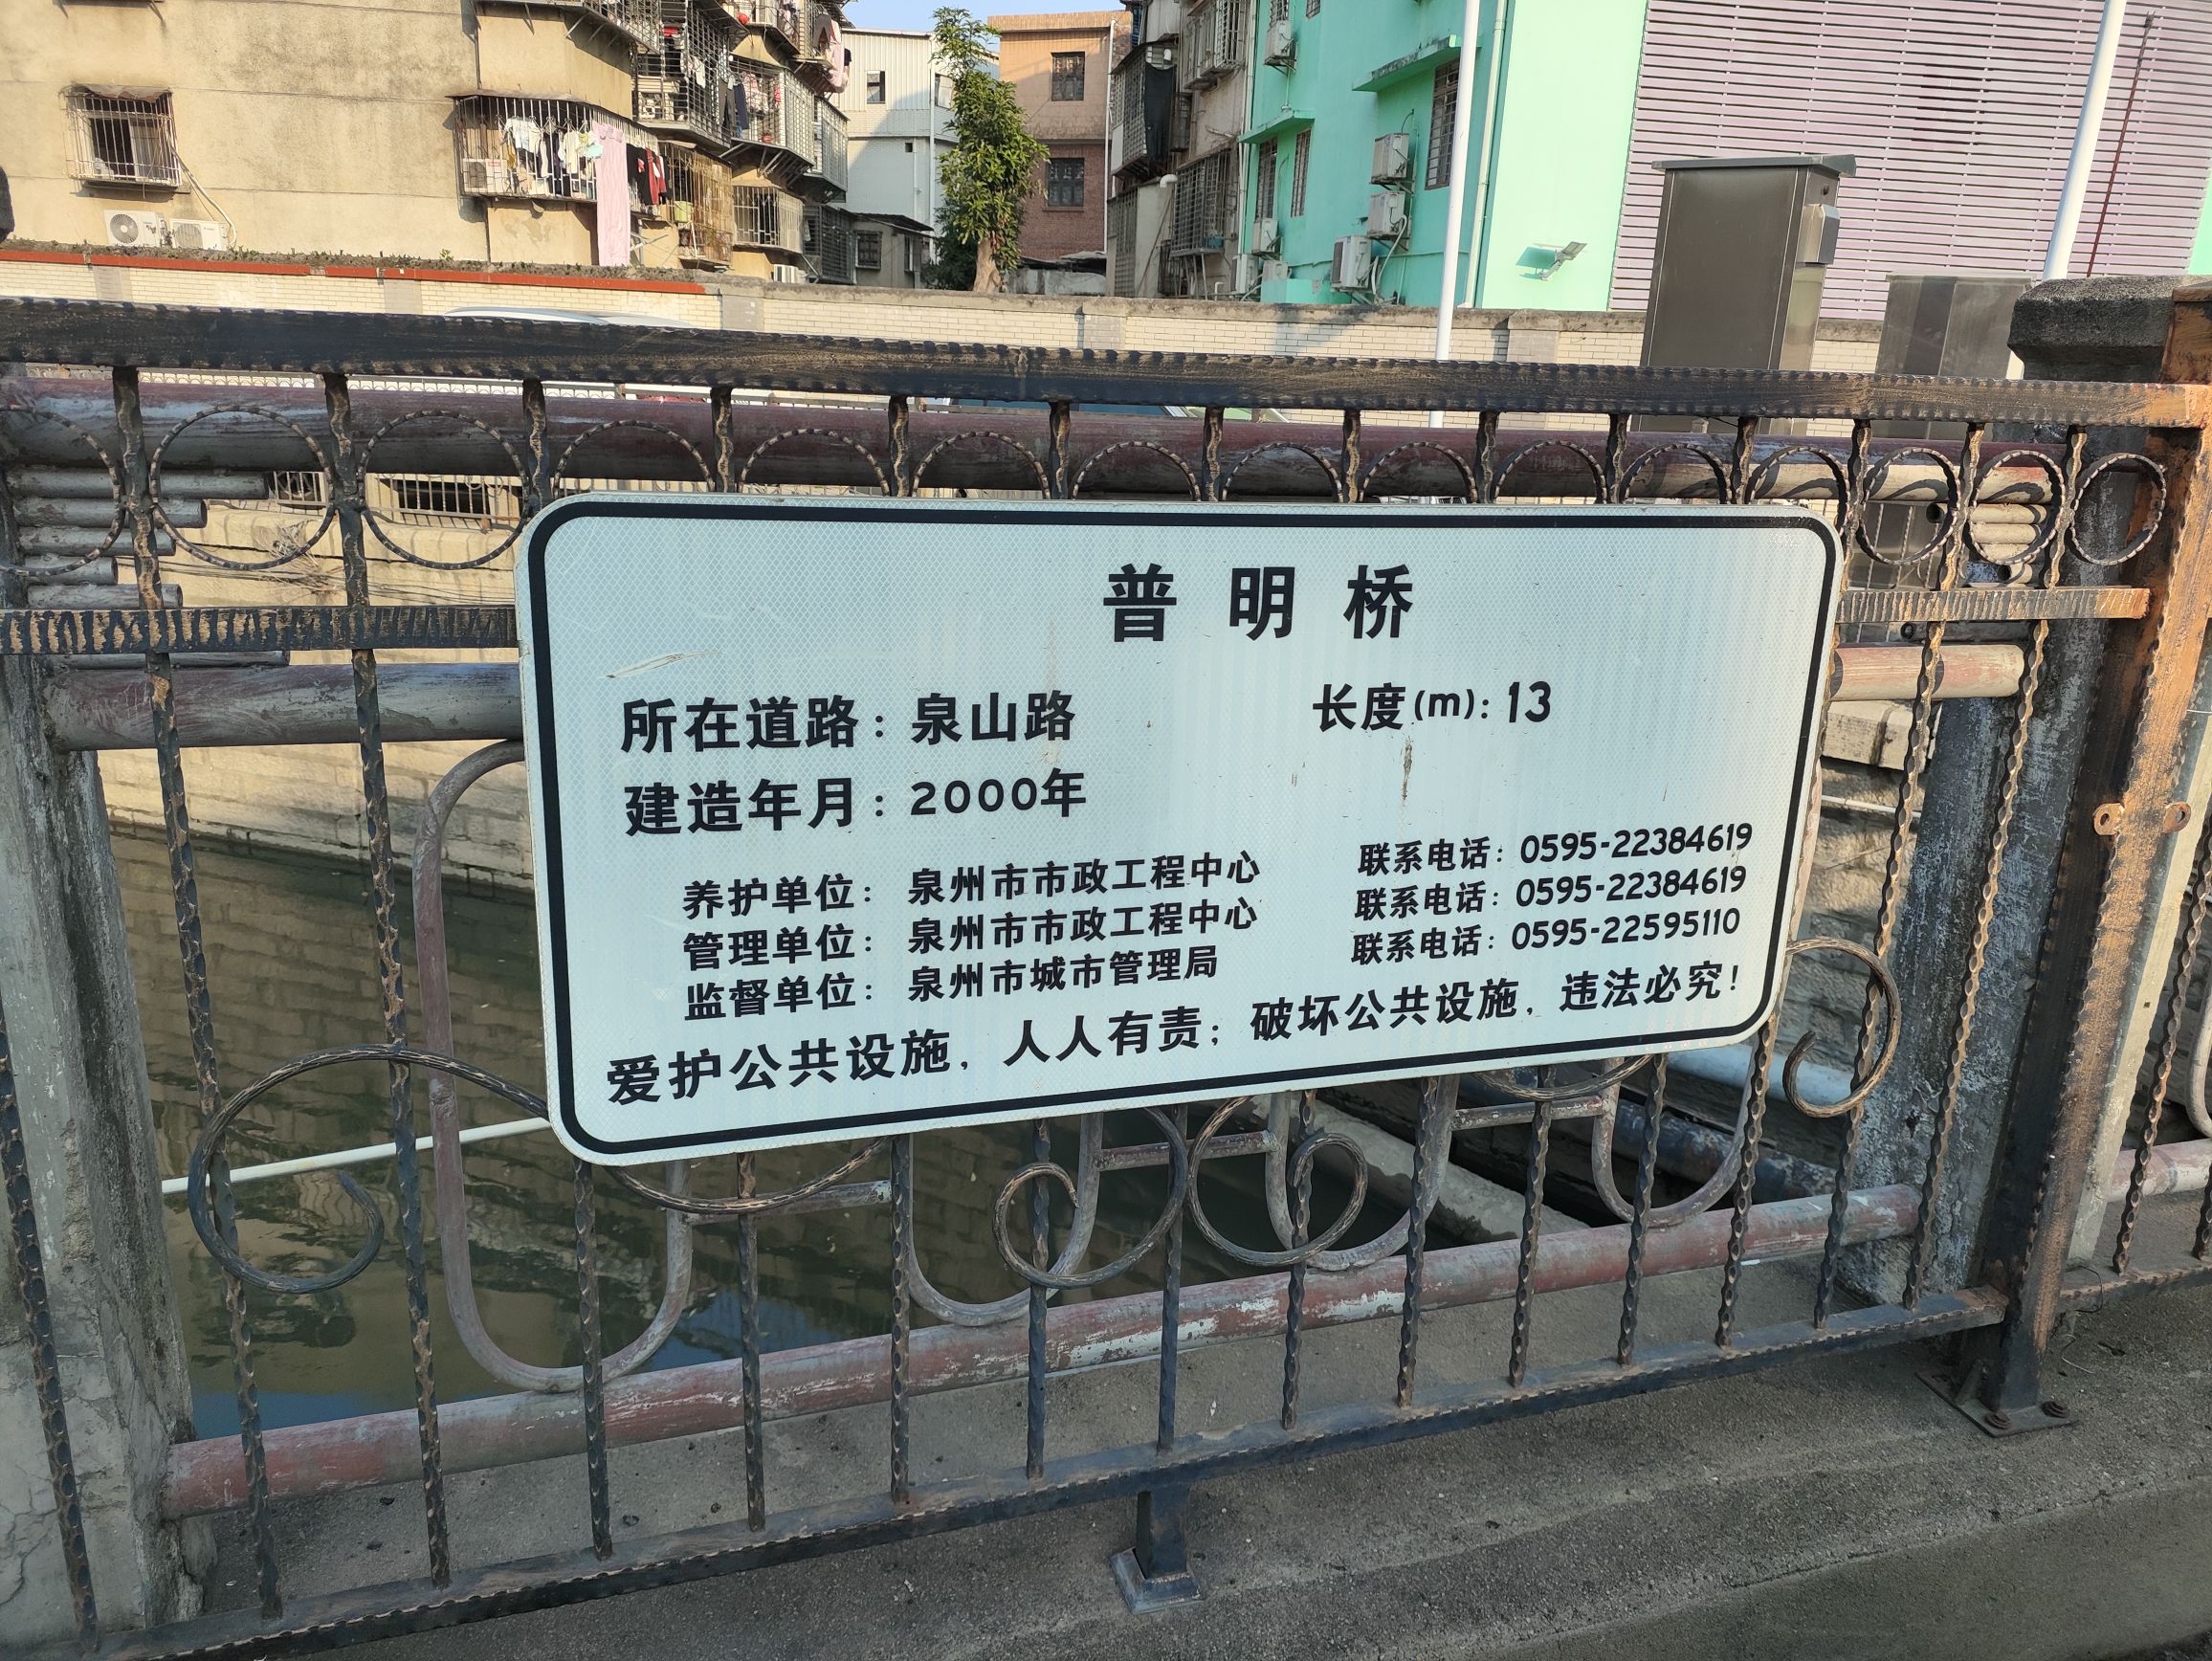 普明桥
所在道路：泉山路 长度(m)：13
建造年月：2000年
养护单位：泉州市市政工程中心 联系电话：0595-22384619
管理单位：泉州市市政工程中心 联系电话：0595-22384619
监督单位：泉州市城市管理局 联系电话：0595-22595110
爱护公共设施，人人有责；破坏公共设施，违法必究！